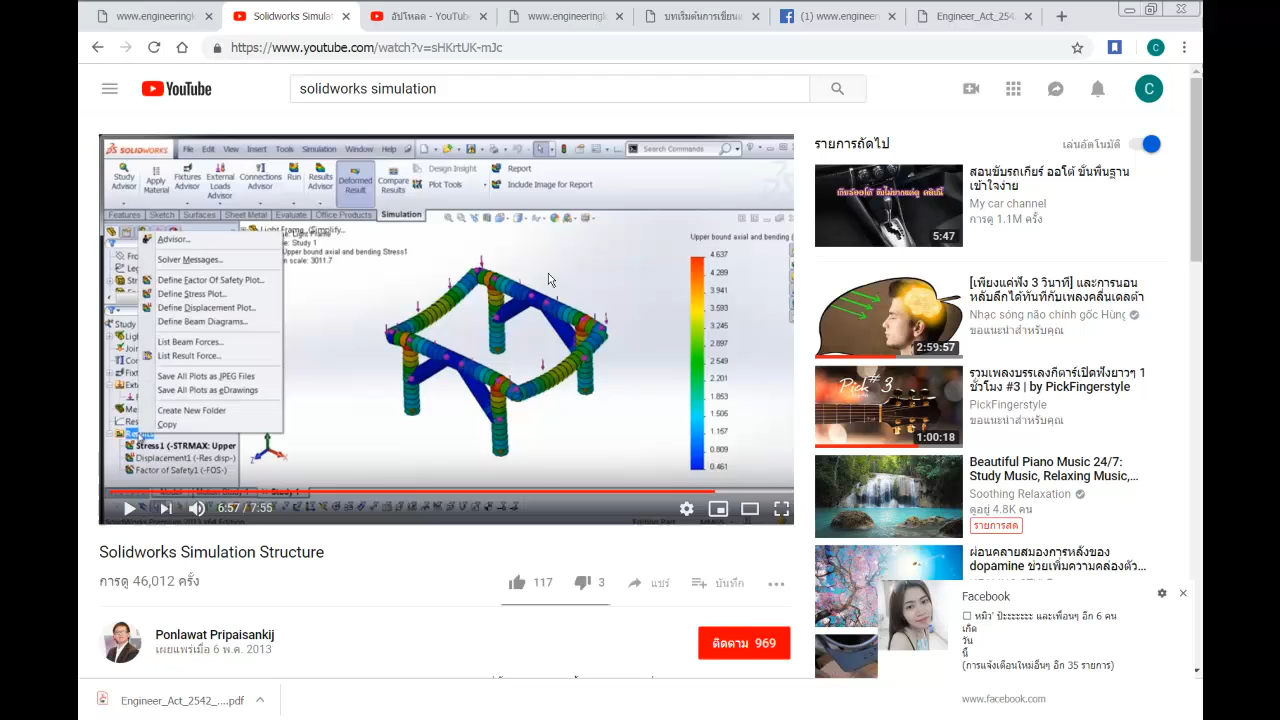 www.engineeringl
Solidworks Simulat
อัปโหลด - YouTube
www.engineeringl
บทเริ่มต้นการเขียนแ
(1) www.engineer
Engineer_Act_254
https://www.youtube.com/watch?v=sHKrtUK-mJc
C
YouTube
solidworks simulation
C
SOLIDWORKS
File Edit View Insert Tools Simulation Window Help
Search Commands
Study Advisor
Apply Material
Fixtures Advisor
External Loads Advisor
Connections Advisor
Run
Results Advisor
Deformed Result
Compare Results
Design Insight
Plot Tools
Report
Include Image for Report
Features Sketch Surfaces Sheet Metal Evaluate Office Products Simulation
Light Frame (Simplify...
Study 1
Upper bound axial and bending Stress1
scale: 3011.7
Upper bound axial and bending (
Advisor...
Solver Messages...
Define Factor Of Safety Plot...
Define Stress Plot...
Define Displacement Plot...
Define Beam Diagrams...
List Beam Forces...
List Result Force...
Save All Plots as JPEG Files
Save All Plots as eDrawings
Create New Folder
Copy
Study
Stress1 (-STRMAX: Upper
Displacement1 (-Res disp-)
Factor of Safety1 (-FOS-)
4.637
4.289
3.941
3.593
3.245
2.897
2.549
2.201
1.853
1.505
1.157
0.809
0.461
6:57 / 7:55
Solidworks Simulation Structure
การดู 46,012 ครั้ง
117
3
แชร์
บันทึก
Ponlawat Pripaisankij
เผยแพร่เมื่อ 6 พ.ค. 2013
ติดตาม 969
รายการถัดไป
เล่นอัตโนมัติ
5:47
สอนขับรถเกียร์ ออโต้ ขั้นพื้นฐาน
เข้าใจง่าย
My car channel
การดู 1.1M ครั้ง
2:59:57
[เพียงแค่ฟัง 3 วินาที] และการนอน
หลับลึกได้ทันทีกับเพลงคลื่นเดลต้า
Nhạc sóng não chính gốc Hùng
ขอแนะนำสำหรับคุณ
Pick #3
1:00:18
รวมเพลงบรรเลงกีตาร์เปิดฟังยาวๆ 1
ชั่วโมง #3 | by PickFingerstyle
PickFingerstyle
ขอแนะนำสำหรับคุณ
Beautiful Piano Music 24/7:
Study Music, Relaxing Music,...
Soothing Relaxation
ดูอยู่ 4.8K คน
รายการสด
ผ่อนคลายสมองการหลั่งของ
dopamine ช่วยเพิ่มความคล่องตัว...
Facebook
เกิด
วัน
นี้
(การแจ้งเตือนใหม่อื่นๆ อีก 35 รายการ)
www.facebook.com
Engineer_Act_2542_....pdf